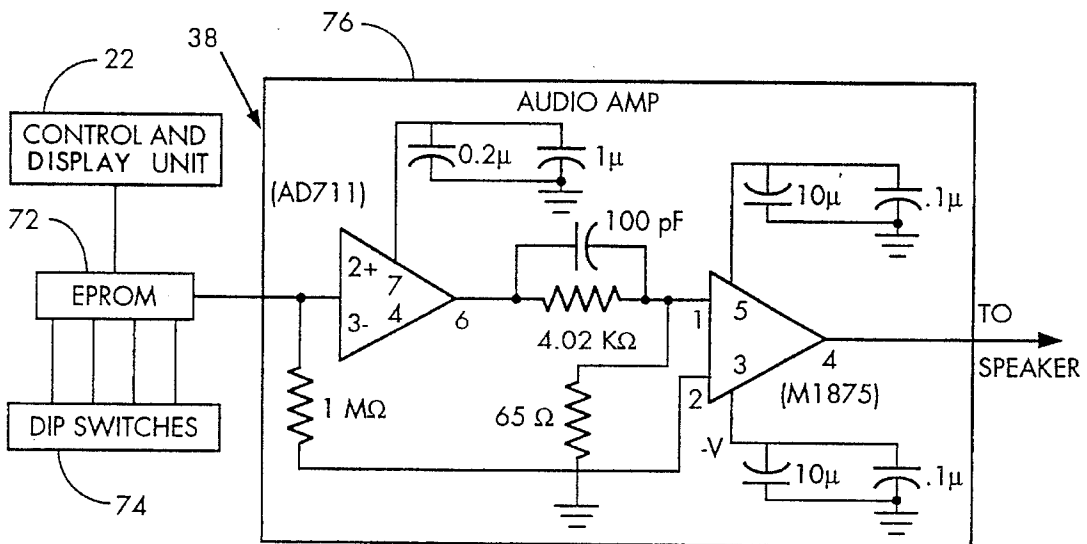 76
38
22
AUDIO AMP
CONTROL AND
DISPLAY UNIT
0.2µ
1µ
10µ
.1µ
(AD711)
72
100 pF
2+
7
EPROM
3-
4
6
4.02 KΩ
1
5
3
4
TO
SPEAKER
1 MΩ
65 Ω
2
(M1875)
DIP SWITCHES
-V
10µ
.1µ
74